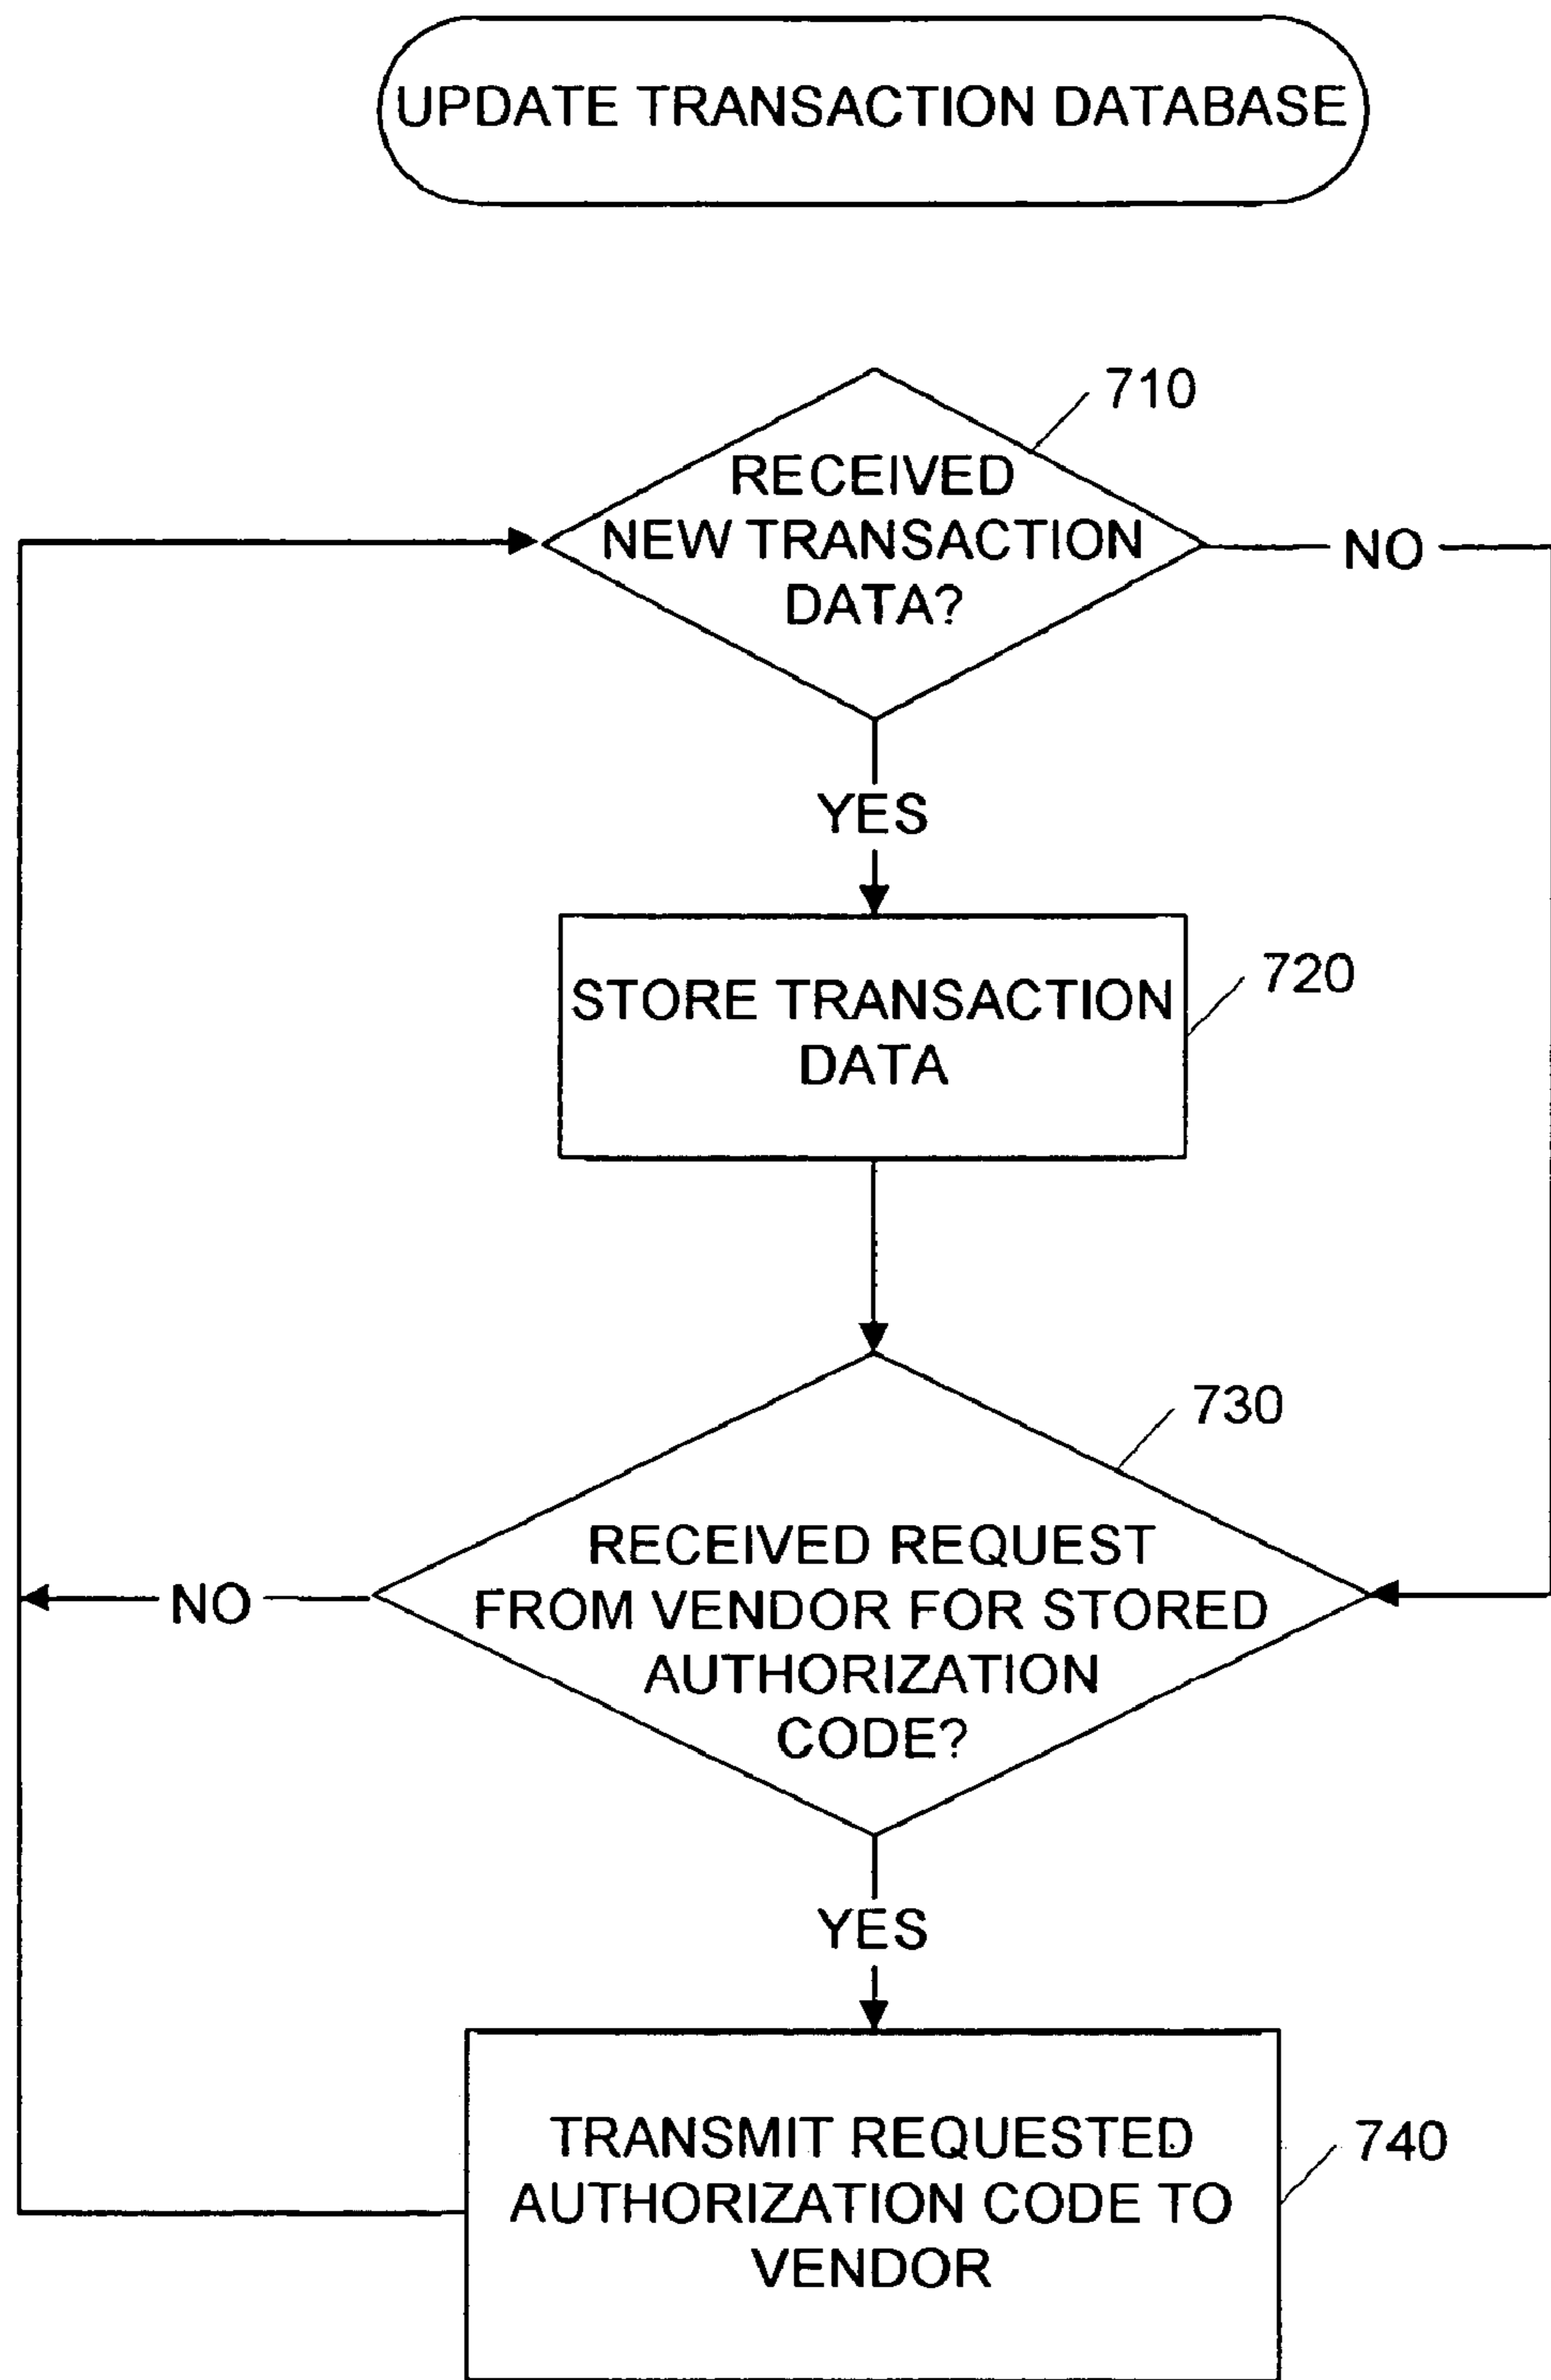 UPDATE TRANSACTION DATABASE
710
RECEIVED
NEW TRANSACTION
DATA?
NO
YES
720
STORE TRANSACTION
DATA
730
RECEIVED REQUEST
FROM VENDOR FOR STORED
AUTHORIZATION
CODE?
NO
YES
TRANSMIT REQUESTED
AUTHORIZATION CODE TO
VENDOR
740